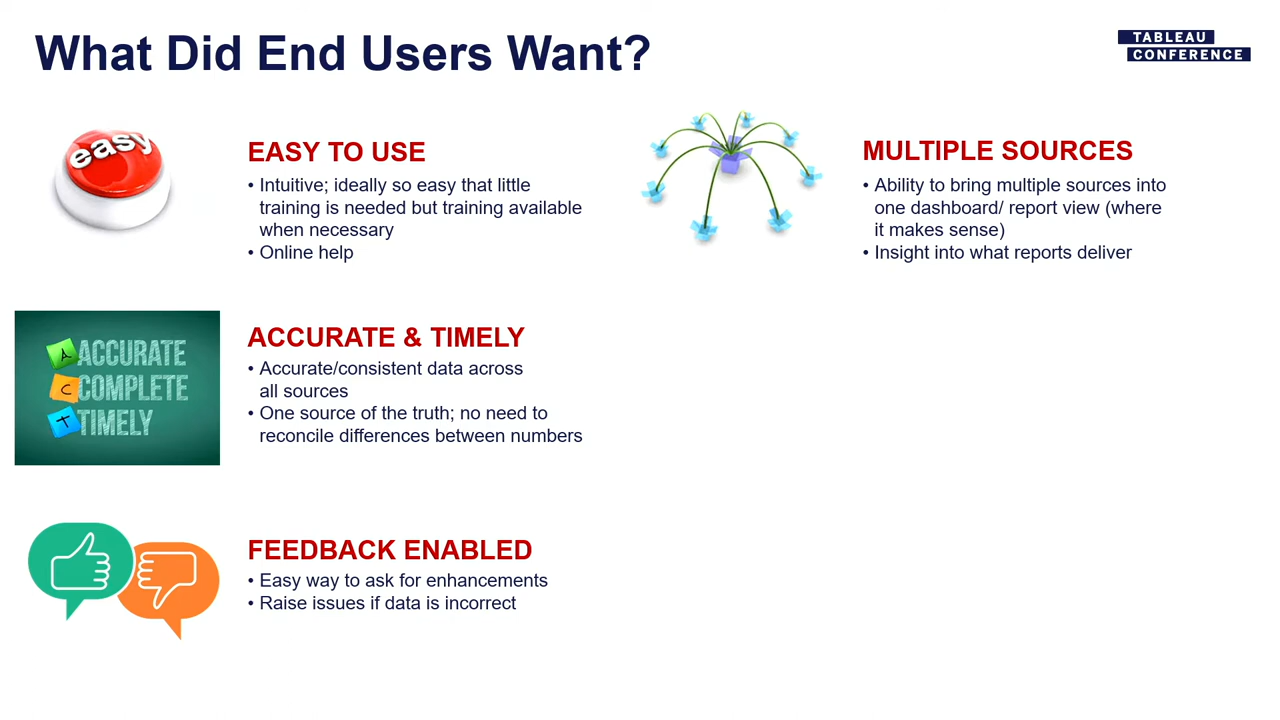 What Did End Users Want?
TABLEAU
CONFERENCE
easy
EASY TO USE
• Intuitive; ideally so easy that little
training is needed but training available
when necessary
• Online help
MULTIPLE SOURCES
• Ability to bring multiple sources into
one dashboard/ report view (where
it makes sense)
• Insight into what reports deliver
A ACCURATE
C COMPLETE
T TIMELY
ACCURATE & TIMELY
• Accurate/consistent data across
all sources
• One source of the truth; no need to
reconcile differences between numbers
FEEDBACK ENABLED
• Easy way to ask for enhancements
• Raise issues if data is incorrect